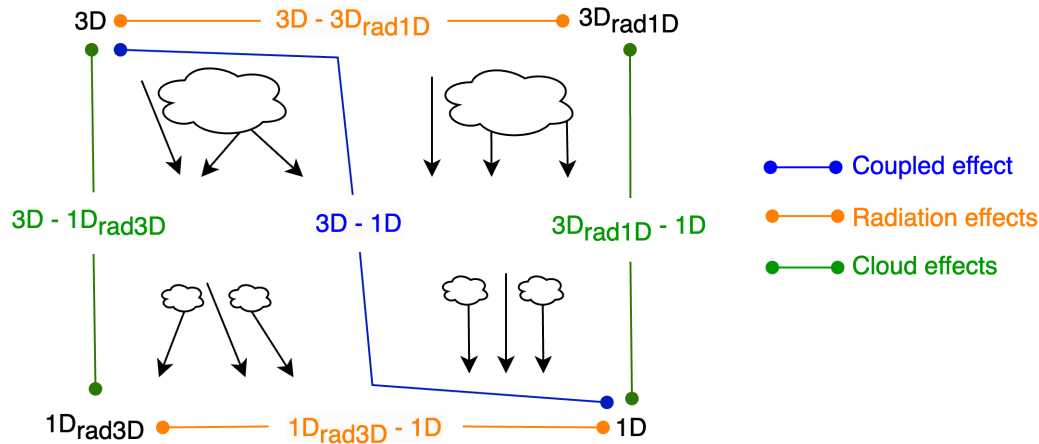 3D 3D - 3Drad1D 3Drad1D
Coupled effect
3D - 1Drad3D 3D - 1D 3Drad1D - 1D Radiation effects
Cloud effects
1Drad3D 1Drad3D - 1D 1D